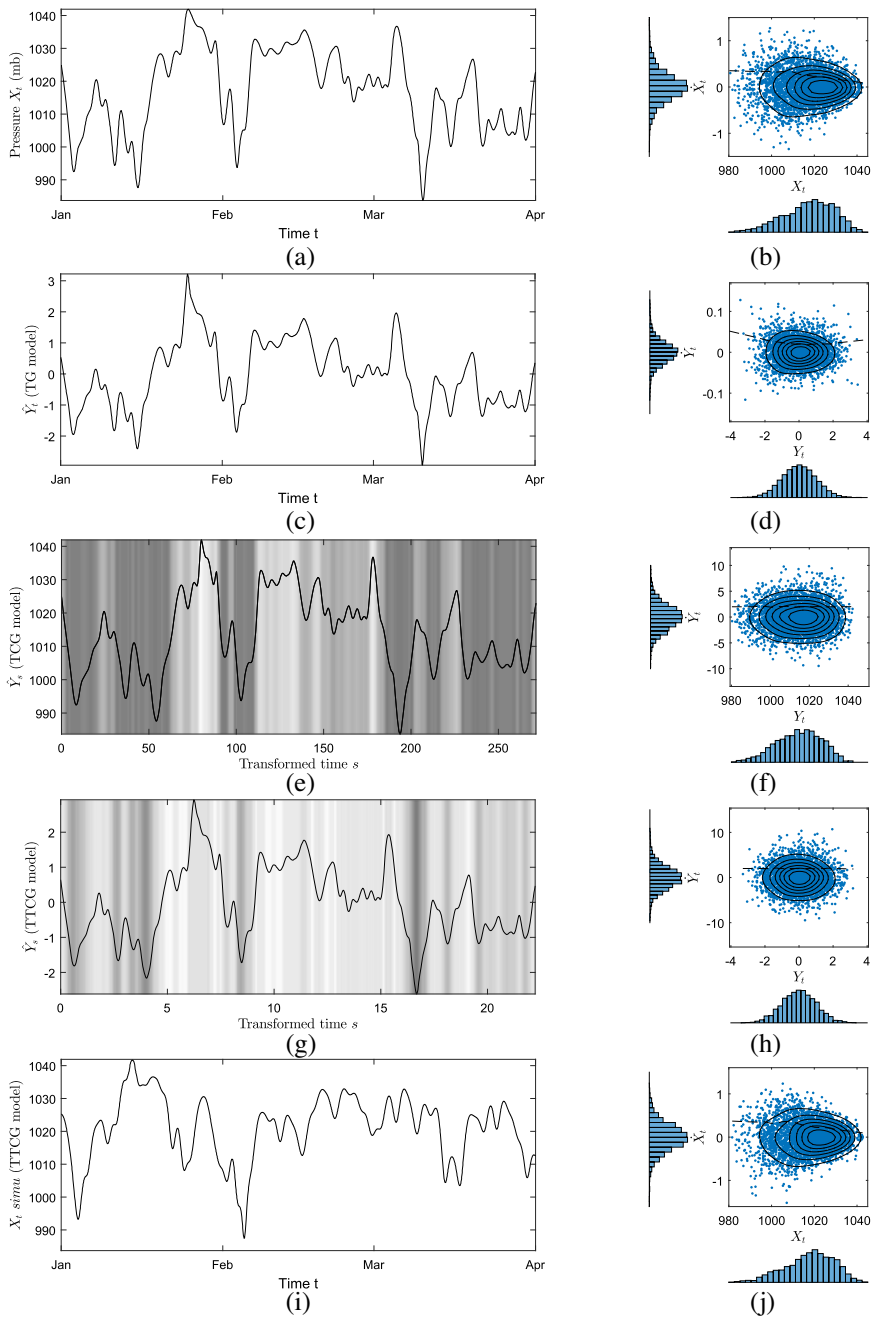 1040
1030
1020
1010
1000
990
Pressure X_t (mb)
Jan Feb Mar Apr
Time t
(a)
1
0
-1
Ẋ_t
980 1000 1020 1040
X_t
(b)
3
2
1
0
-1
-2
Ŷ_t (TG model)
Jan Feb Mar Apr
Time t
(c)
0.1
0
-0.1
Ẏ_t
-4 -2 0 2 4
Y_t
(d)
1040
1030
1020
1010
1000
990
Ŷ_s (TCG model)
0 50 100 150 200 250
Transformed time s
(e)
10
5
0
-5
-10
Ẏ_t
980 1000 1020 1040
Y_t
(f)
2
1
0
-1
-2
Ŷ_s (TTCG model)
0 5 10 15 20
Transformed time s
(g)
10
0
-10
Ẏ_t
-4 -2 0 2 4
Y_t
(h)
1040
1030
1020
1010
1000
990
X_t simu (TTCG model)
Jan Feb Mar Apr
Time t
(i)
1
0
-1
Ẋ_t
980 1000 1020 1040
X_t
(j)